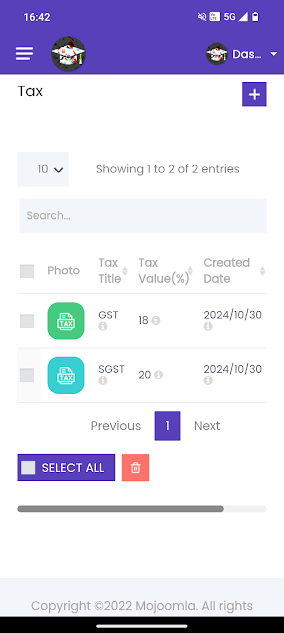 16:42 5G
Das...
Tax
+
10 Showing 1 to 2 of 2 entries
Search...
Photo Tax Title Tax Value(%) Created Date
TAX GST 18 2024/10/30
TAX SGST 20 2024/10/30
Previous 1 Next
SELECT ALL
Copyright ©2022 Mojoomla. All rights